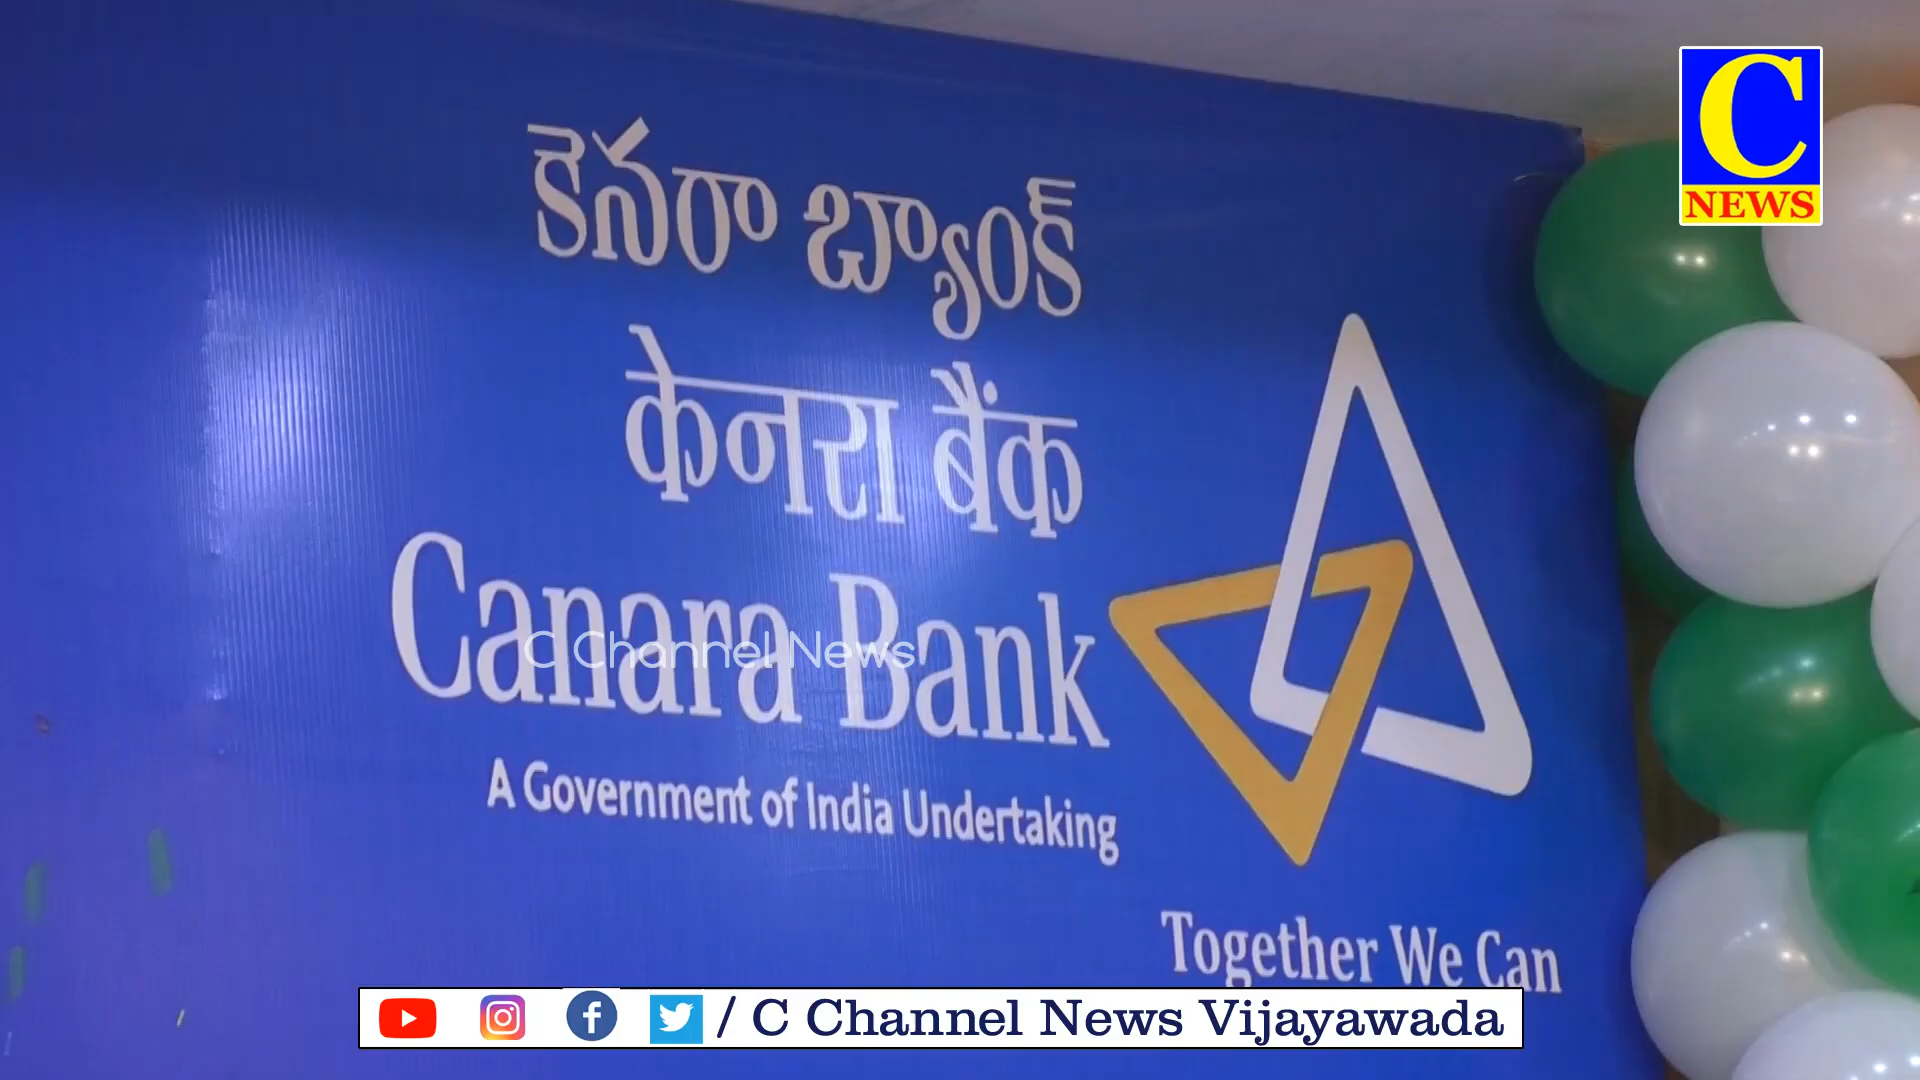 C
NEWS
కెనరా బ్యాంక్
केनरा बैंक
Canara Bank
C Channel News
A Government of India Undertaking
Together We Can
/ C Channel News Vijayawada